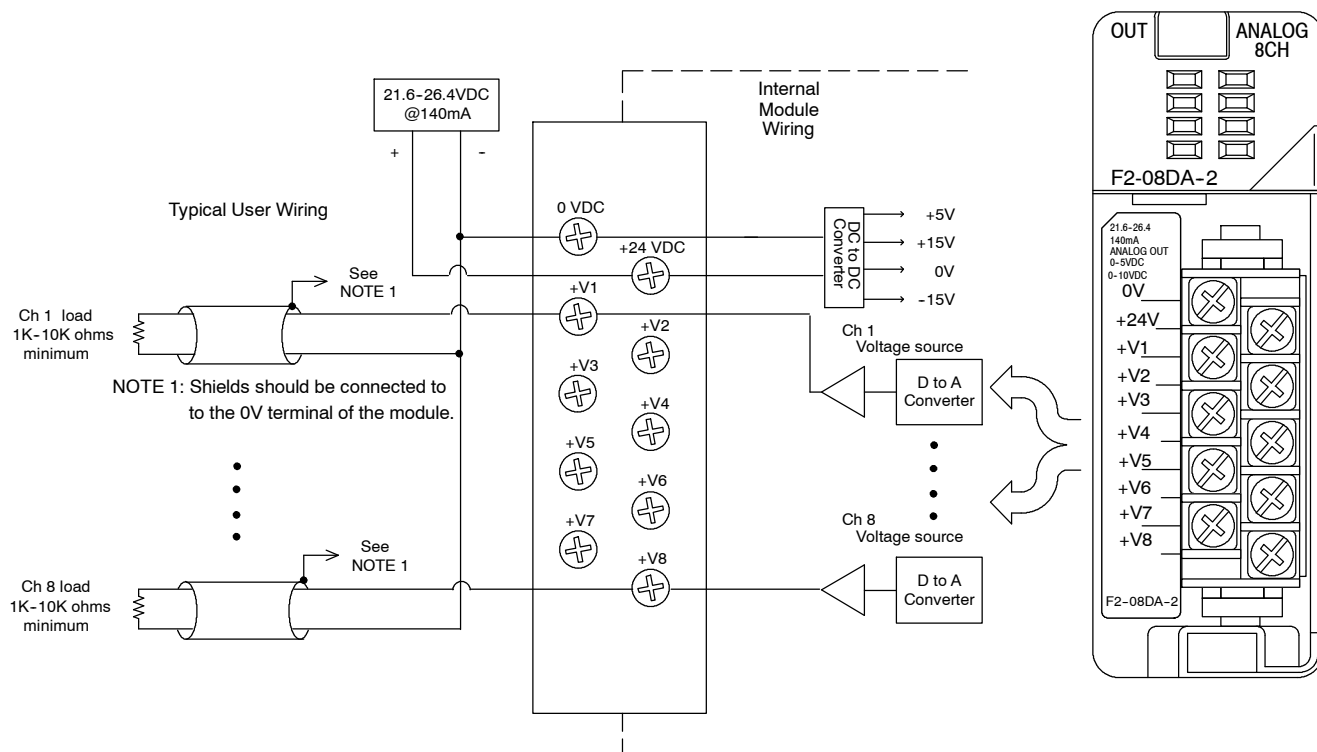 21.6-26.4VDC
@140mA
+ -
Internal
Module
Wiring
Typical User Wiring
0 VDC
+24 VDC
DC to DC
Converter
+5V
+15V
0V
-15V
See
NOTE 1
Ch 1 load
1K-10K ohms
minimum
NOTE 1: Shields should be connected to
to the 0V terminal of the module.
+V1
+V2
+V3
+V4
+V5
+V6
+V7
+V8
Ch 1
Voltage source
D to A
Converter
Ch 8
Voltage source
D to A
Converter
See
NOTE 1
Ch 8 load
1K-10K ohms
minimum
OUT ANALOG
8CH
F2-08DA-2
21.6-26.4
140mA
ANALOG OUT
0-5VDC
0-10VDC
0V
+24V
+V1
+V2
+V3
+V4
+V5
+V6
+V7
+V8
F2-08DA-2